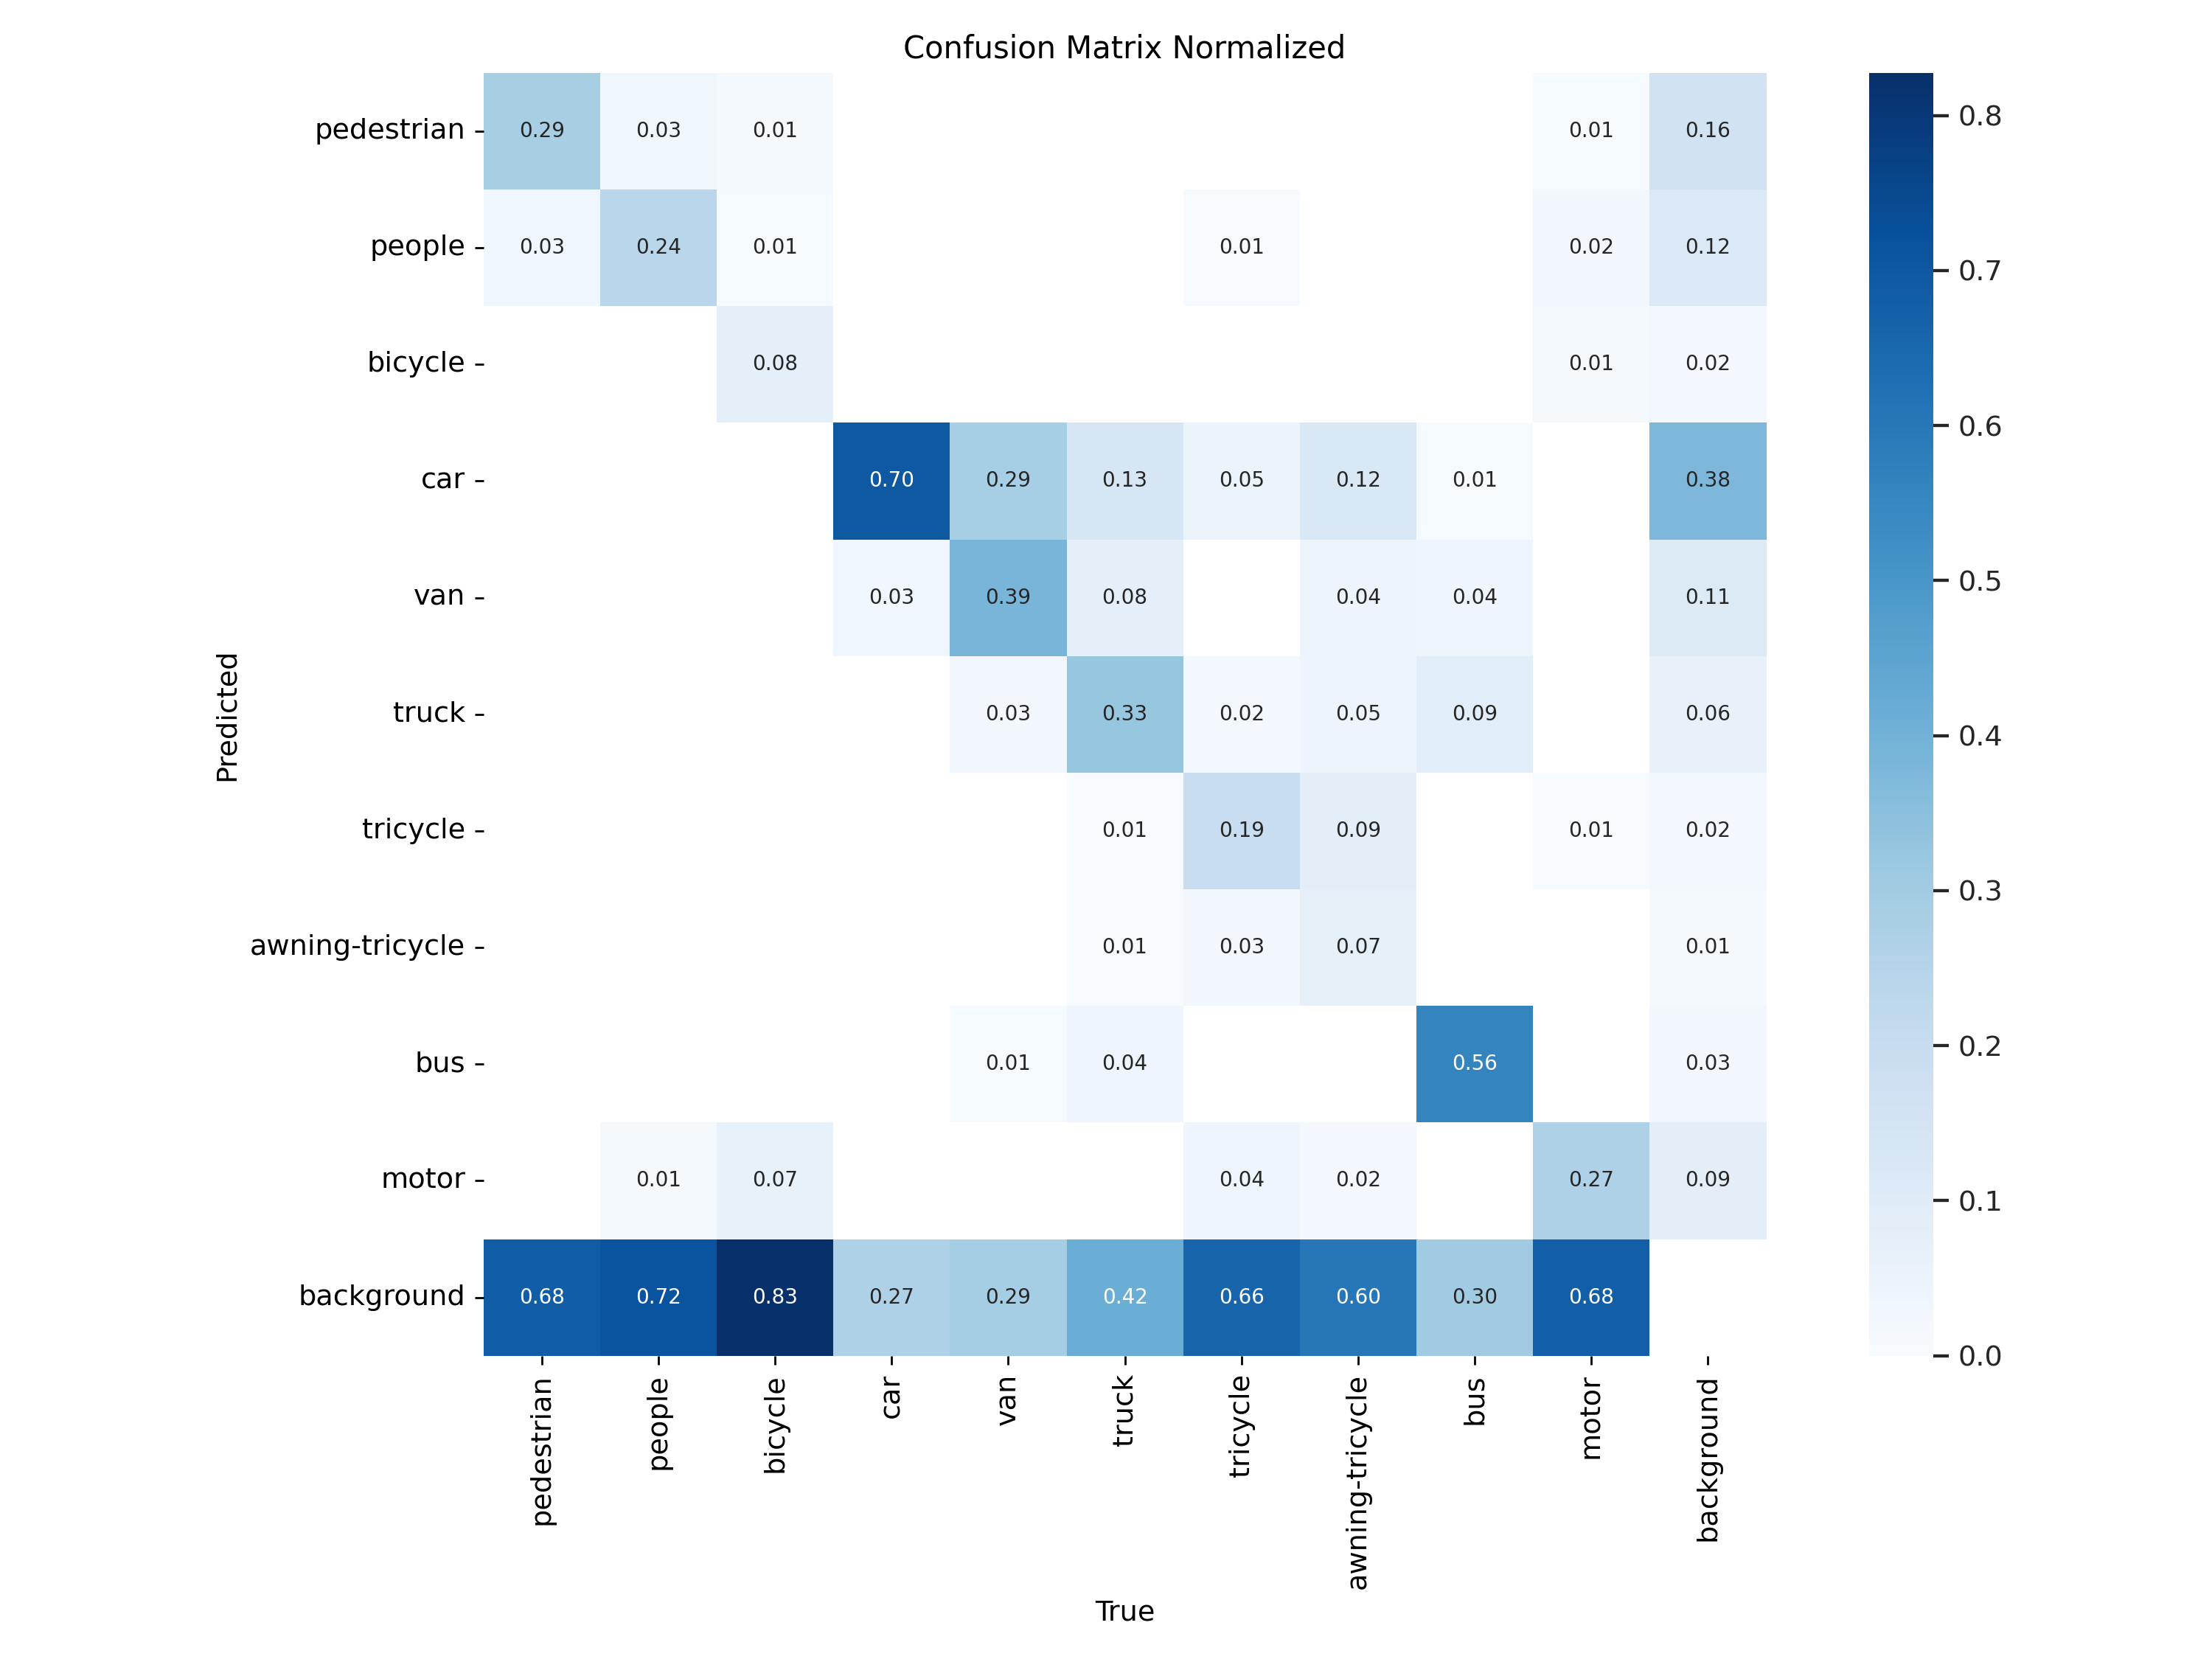 Confusion Matrix Normalized
pedestrian 0.29 0.03 0.01 0.01 0.16
people 0.03 0.24 0.01 0.01 0.02 0.12
bicycle 0.08 0.01 0.02
car 0.70 0.29 0.13 0.05 0.12 0.01 0.38
van 0.03 0.39 0.08 0.04 0.04 0.11
truck 0.03 0.33 0.02 0.05 0.09 0.06
tricycle 0.01 0.19 0.09 0.01 0.02
awning-tricycle 0.01 0.03 0.07 0.01
bus 0.01 0.04 0.56 0.03
motor 0.01 0.07 0.04 0.02 0.27 0.09
background 0.68 0.72 0.83 0.27 0.29 0.42 0.66 0.60 0.30 0.68
Predicted
pedestrian
people
bicycle
car
van
truck
tricycle
awning-tricycle
bus
motor
background
True
0.8
0.7
0.6
0.5
0.4
0.3
0.2
0.1
0.0